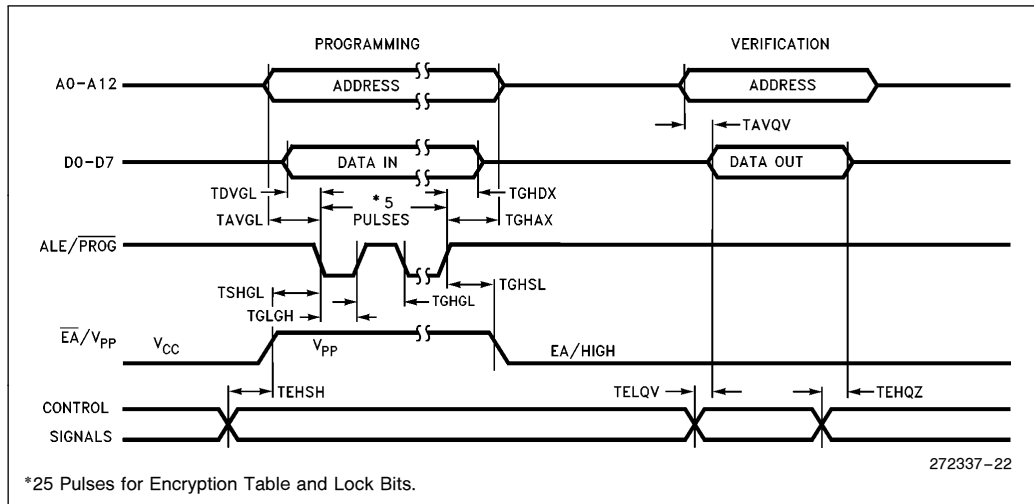 PROGRAMMING VERIFICATION
A0-A12 ADDRESS ADDRESS
TAVQV
D0-D7 DATA IN DATA OUT
TDVGL *5 TGHDX
TAVGL PULSES TGHAX
ALE/PROG
TSHGL TGHGL TGHSL
TGLGH
EA/VPP VCC VPP EA/HIGH
TEHSH TELQV TEHQZ
CONTROL
SIGNALS
272337-22
*25 Pulses for Encryption Table and Lock Bits.